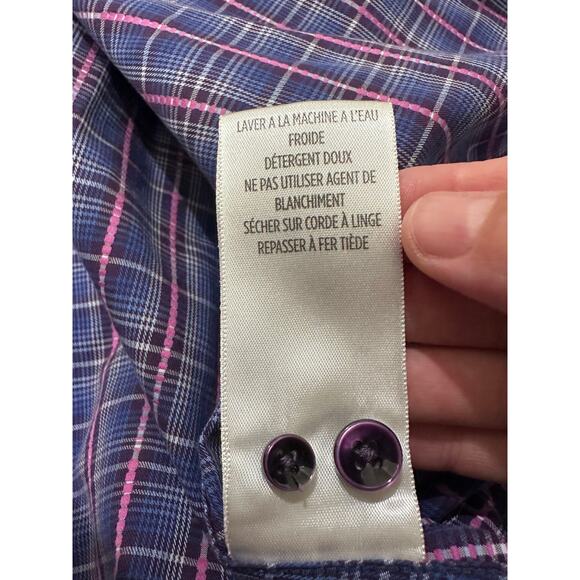 LAVER A LA MACHINE A L'EAU
FROIDE
DÉTERGENT DOUX
NE PAS UTILISER AGENT DE
BLANCHIMENT
SÉCHER SUR CORDE À LINGE
REPASSER À FER TIÈDE